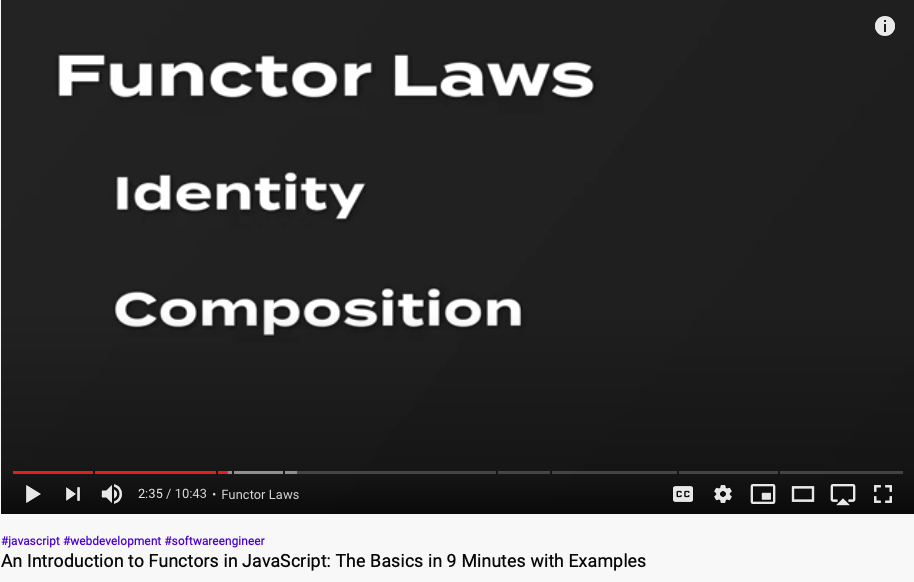 Functor Laws
Identity
Composition
2:35 / 10:43 • Functor Laws
CC
#javascript #webdevelopment #softwareengineer
An Introduction to Functors in JavaScript: The Basics in 9 Minutes with Examples